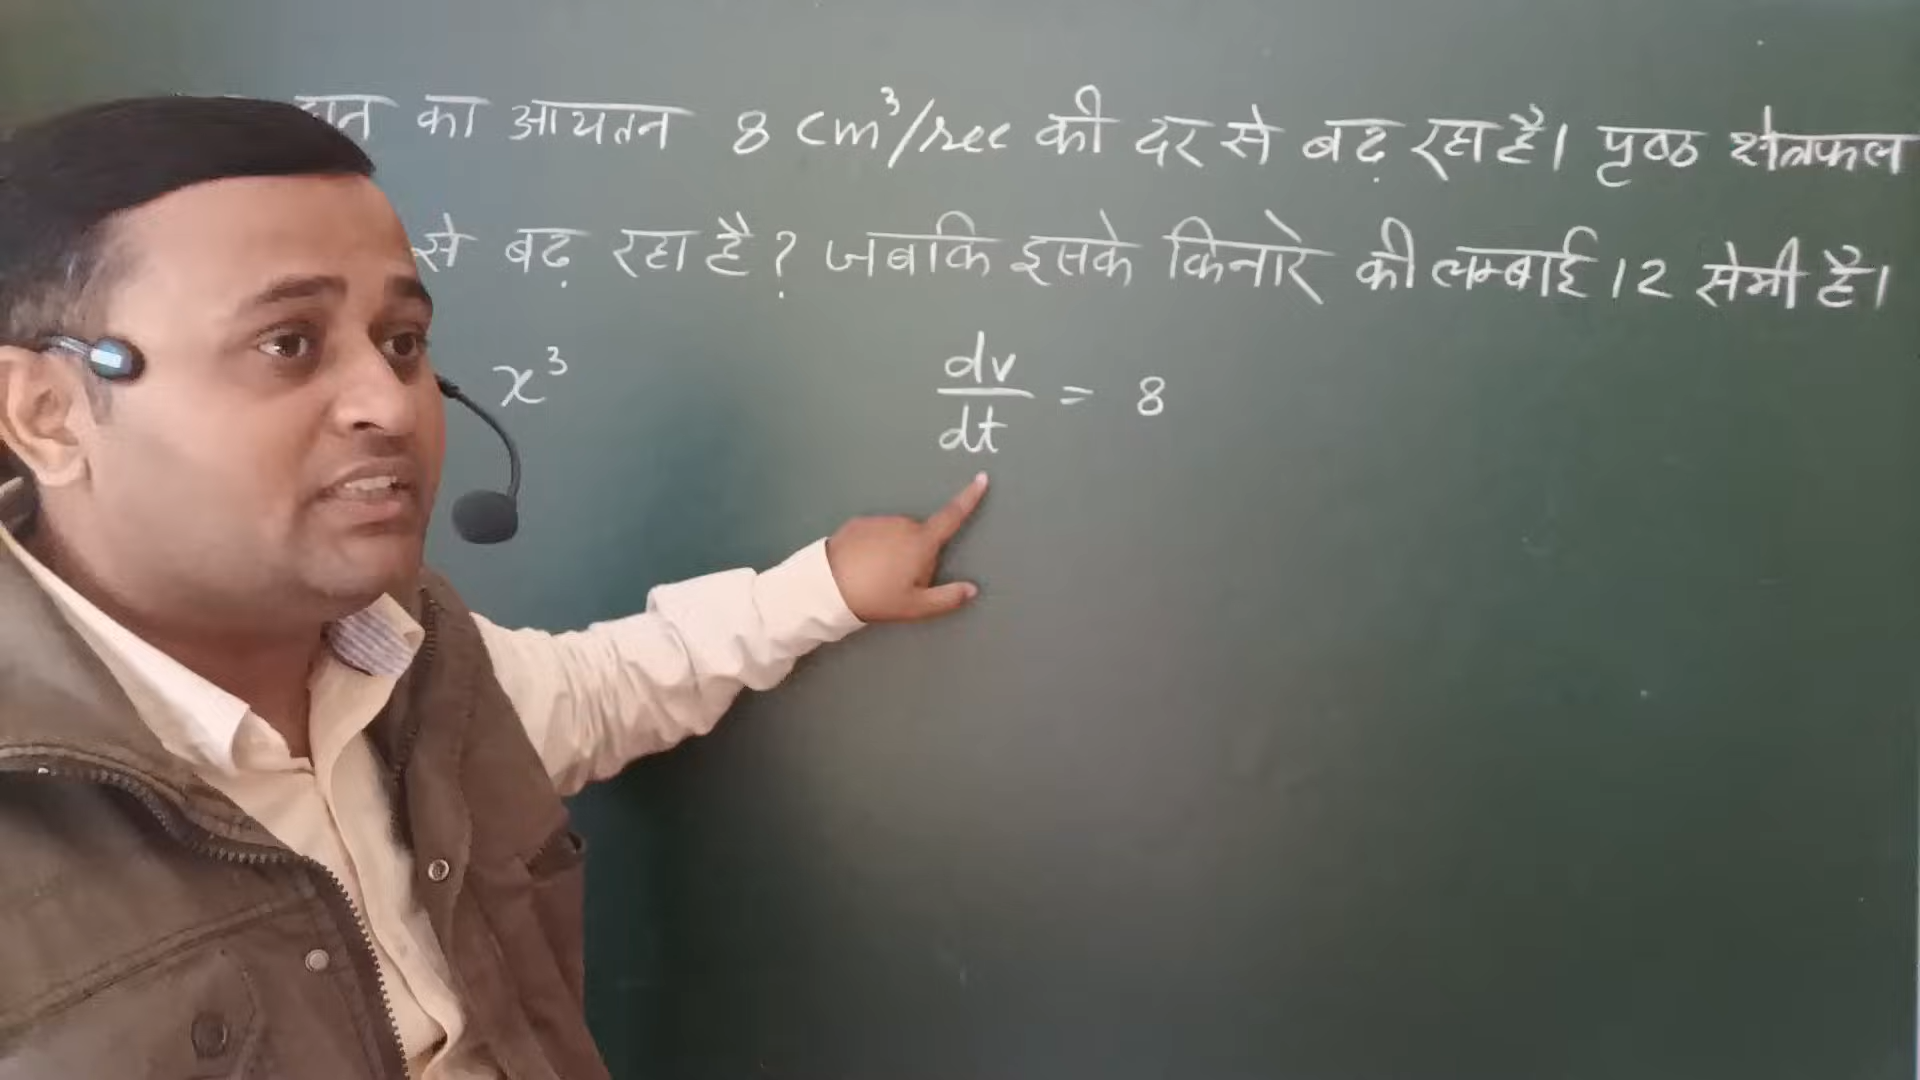 का आयतन 8 cm³/sec की दर से बढ़ रहा है। पृष्ठ क्षेत्रफल
से बढ़ रहा है? जबकि इसके किनारे की लम्बाई 12 सेमी है।
x³
dv/dt = 8